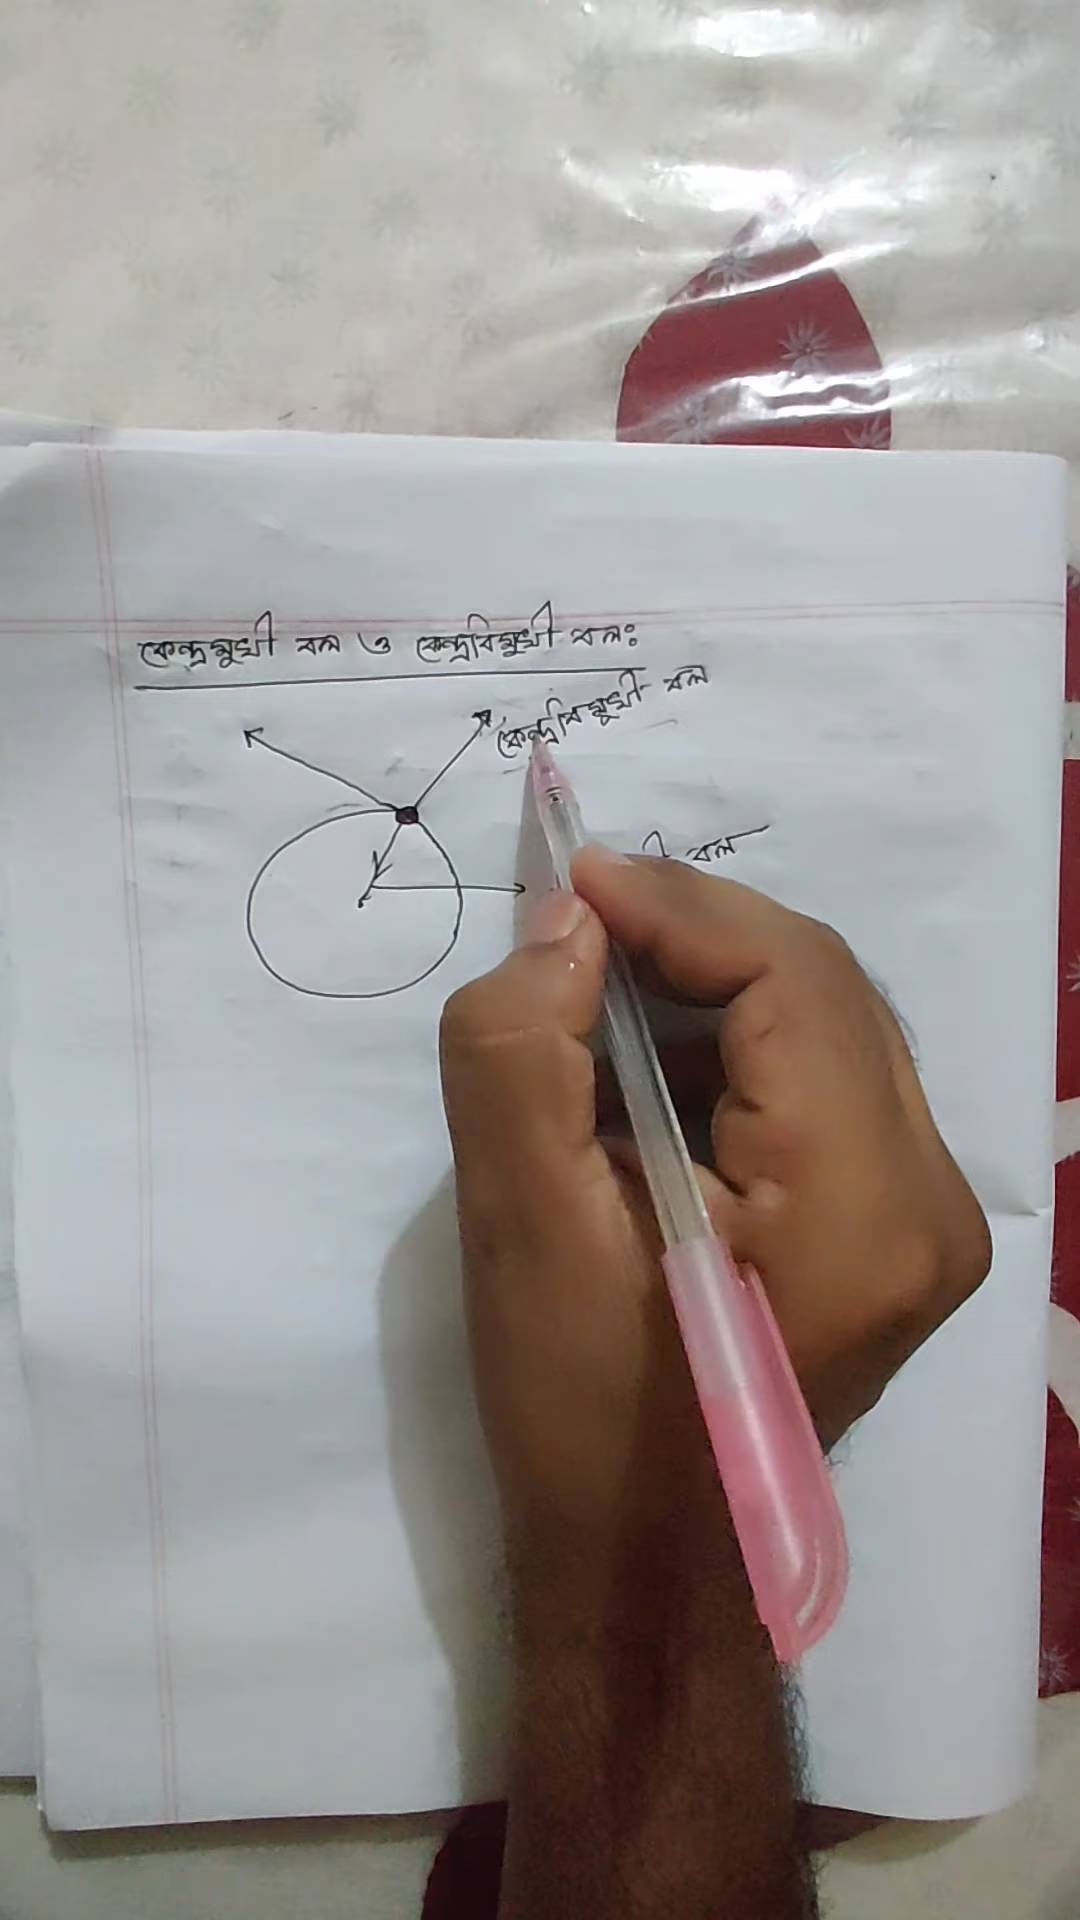 কেন্দ্রমুখী বল ও কেন্দ্রবিমুখী বলঃ
কেন্দ্রবিমুখী বল
বল